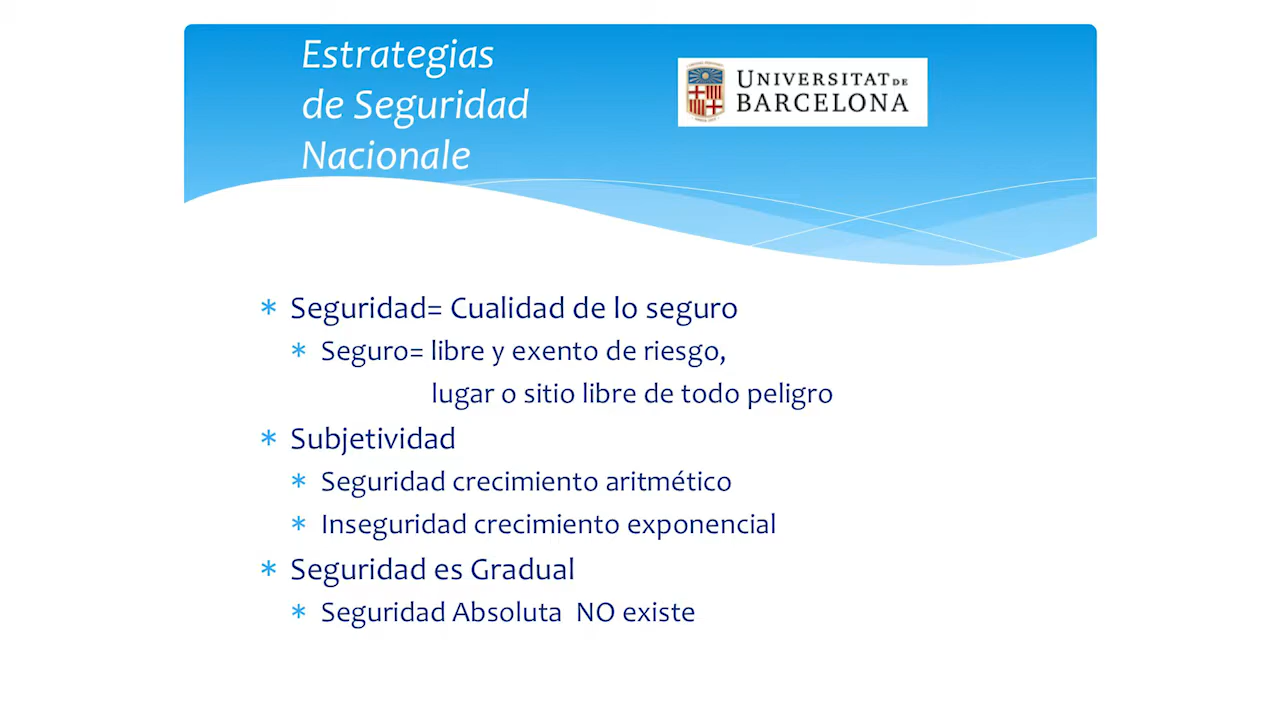 Estrategias
de Seguridad
Nacionale
UNIVERSITAT DE
BARCELONA
* Seguridad= Cualidad de lo seguro
* Seguro= libre y exento de riesgo,
lugar o sitio libre de todo peligro
* Subjetividad
* Seguridad crecimiento aritmético
* Inseguridad crecimiento exponencial
* Seguridad es Gradual
* Seguridad Absoluta NO existe